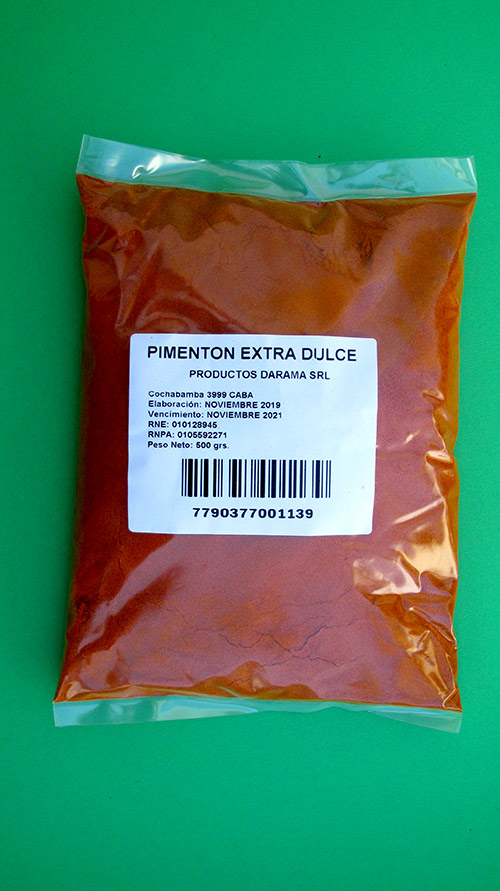 PIMENTON EXTRA DULCE
PRODUCTOS DARAMA SRL
Cochabamba 3999 CABA
Elaboración: NOVIEMBRE 2019
Vencimiento: NOVIEMBRE 2021
RNE: 010128945
RNPA: 0105592271
Peso Neto: 500 grs.
7790377001139